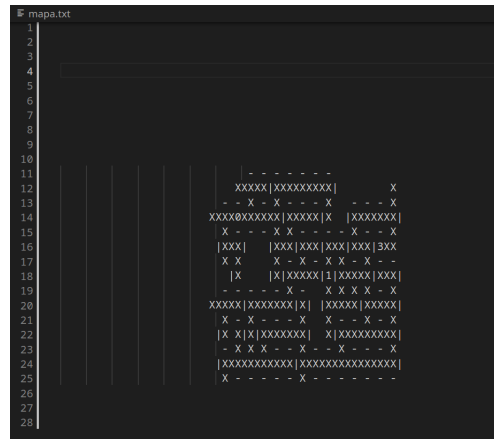 mapa.txt
1
2
3
4
5
6
7
8
9
10
11       - - - - - - -
12     XXXXX|XXXXXXXXX|        X
13   - - X - X - - - X   - - - X
14 XXXX0XXXXXX|XXXXX|X  |XXXXXXX|
15   X - - - X X - - - - X - - X
16  |XXX|   |XXX|XXX|XXX|XXX|3XX
17   X X     X - X - X X - X - -
18    |X    |X|XXXXX|1|XXXXX|XXX|
19   - - - - - X -   X X X X - X
20 XXXXX|XXXXXXX|X| |XXXXX|XXXXX|
21   X - X - - - X   X - - X - X
22  |X X|X|XXXXXXX|  X|XXXXXXXXX|
23   - X X X - - X - - X - - - X
24  |XXXXXXXXXXX|XXXXXXXXXXXXXXX|
25   X - - - - - X - - - - - - -
26
27
28